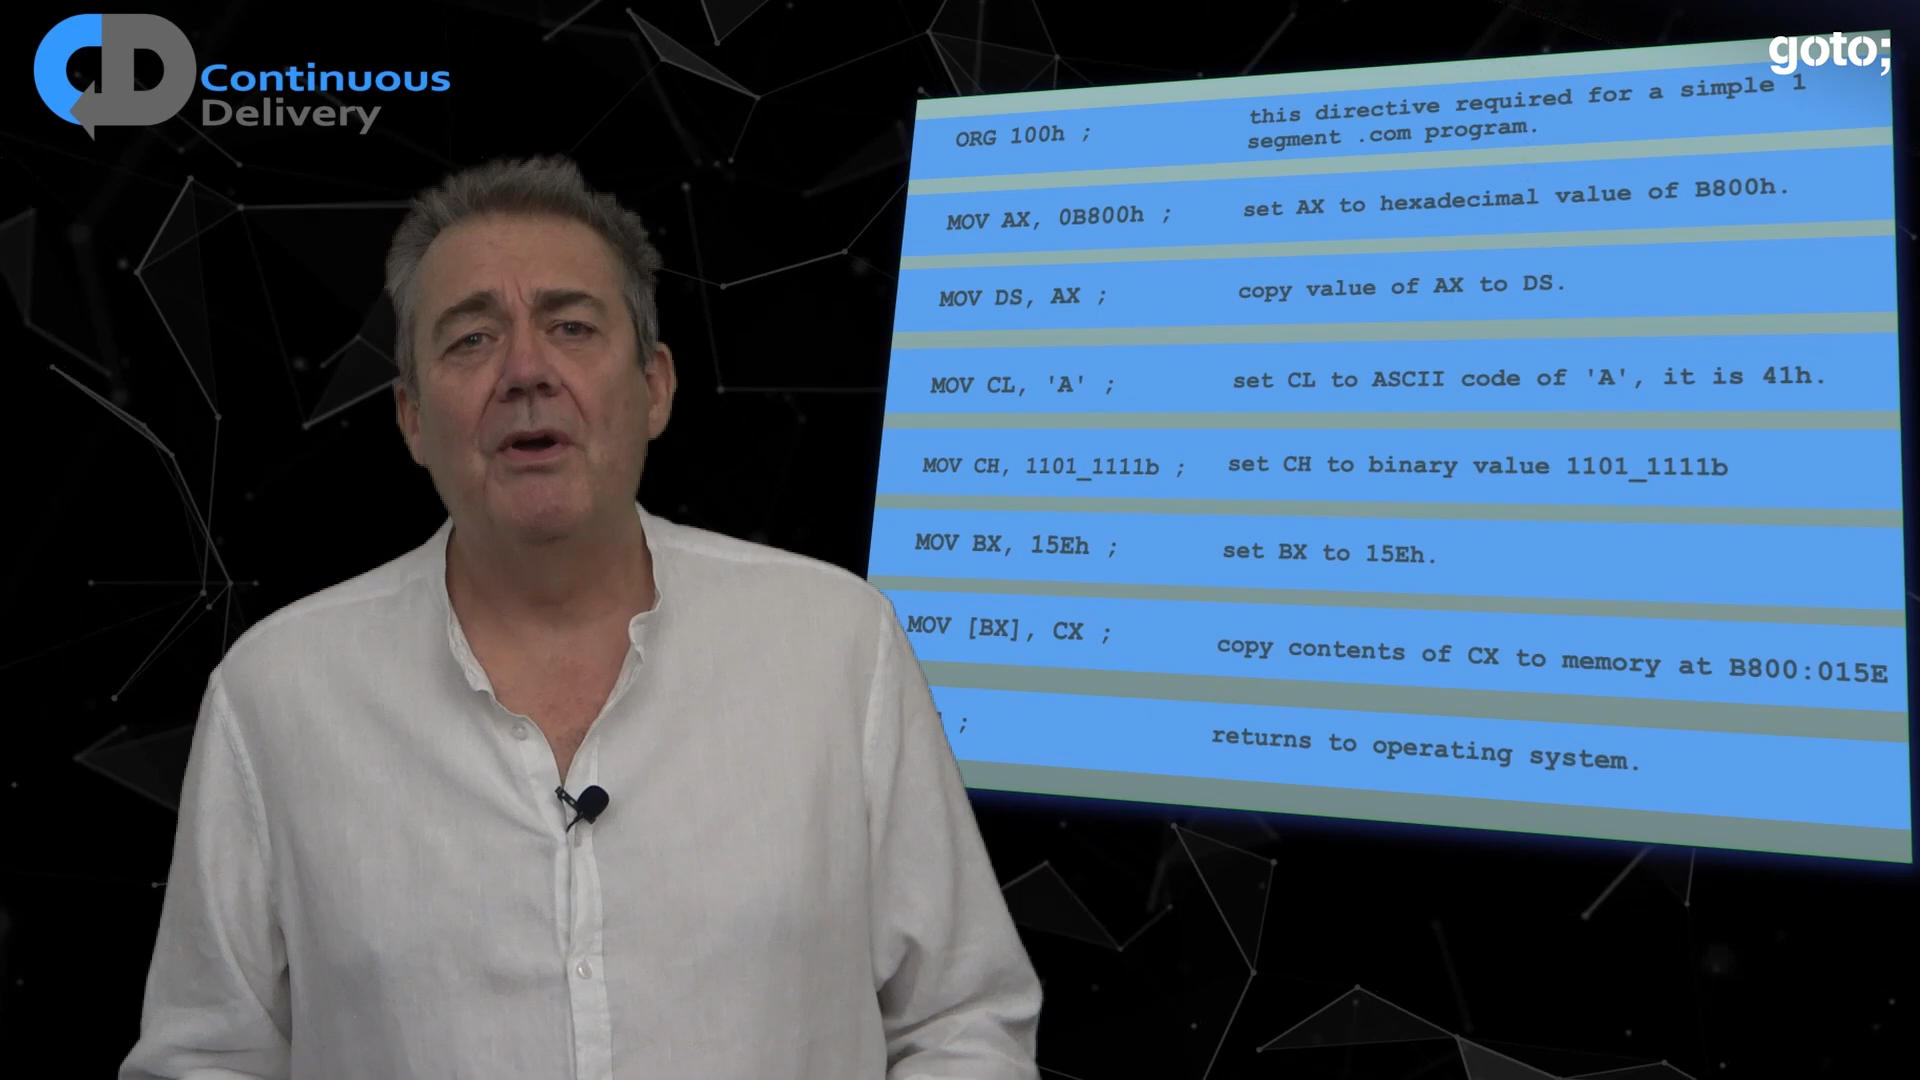 Continuous
Delivery
goto;
ORG 100h ;
this directive required for a simple 1
segment .com program.
MOV AX, 0B800h ;
set AX to hexadecimal value of B800h.
MOV DS, AX ;
copy value of AX to DS.
MOV CL, 'A' ;
set CL to ASCII code of 'A', it is 41h.
MOV CH, 1101_1111b ;
set CH to binary value 1101_1111b
MOV BX, 15Eh ;
set BX to 15Eh.
MOV [BX], CX ;
copy contents of CX to memory at B800:015E
;
returns to operating system.